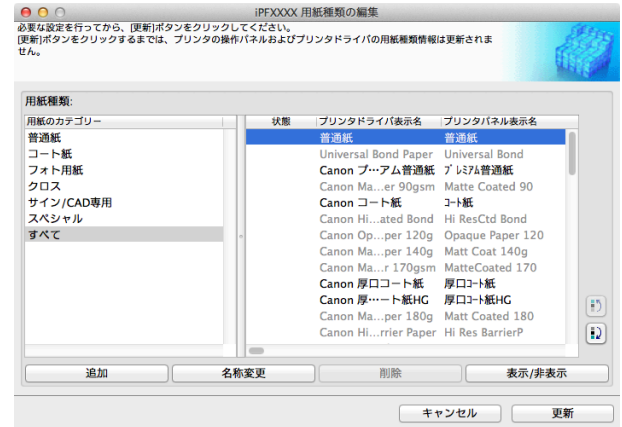 iPFXXXX 用紙種類の編集
必要な設定を行ってから、[更新]ボタンをクリックしてください。
[更新]ボタンをクリックするまでは、プリンタの操作パネルおよびプリンタドライバの用紙種類情報は更新されま
せん。
用紙種類:
用紙のカテゴリー
普通紙
コート紙
フォト用紙
クロス
サイン/CAD専用
スペシャル
すべて
状態 プリンタドライバ表示名 プリンタパネル表示名
普通紙 普通紙
Universal Bond Paper Universal Bond
Canon プ…アム普通紙 プレミアム普通紙
Canon Ma...er 90gsm Matte Coated 90
Canon コート紙 コート紙
Canon Hi...ated Bond Hi ResCtd Bond
Canon Op...per 120g Opaque Paper 120
Canon Ma...per 140g Matt Coat 140g
Canon Ma...r 170gsm MatteCoated 170
Canon 厚口コート紙 厚口コート紙
Canon 厚…ート紙HG 厚口コート紙HG
Canon Ma...per 180g Matt Coated 180
Canon Hi...rrier Paper Hi Res BarrierP
追加 名称変更 削除 表示/非表示
キャンセル 更新